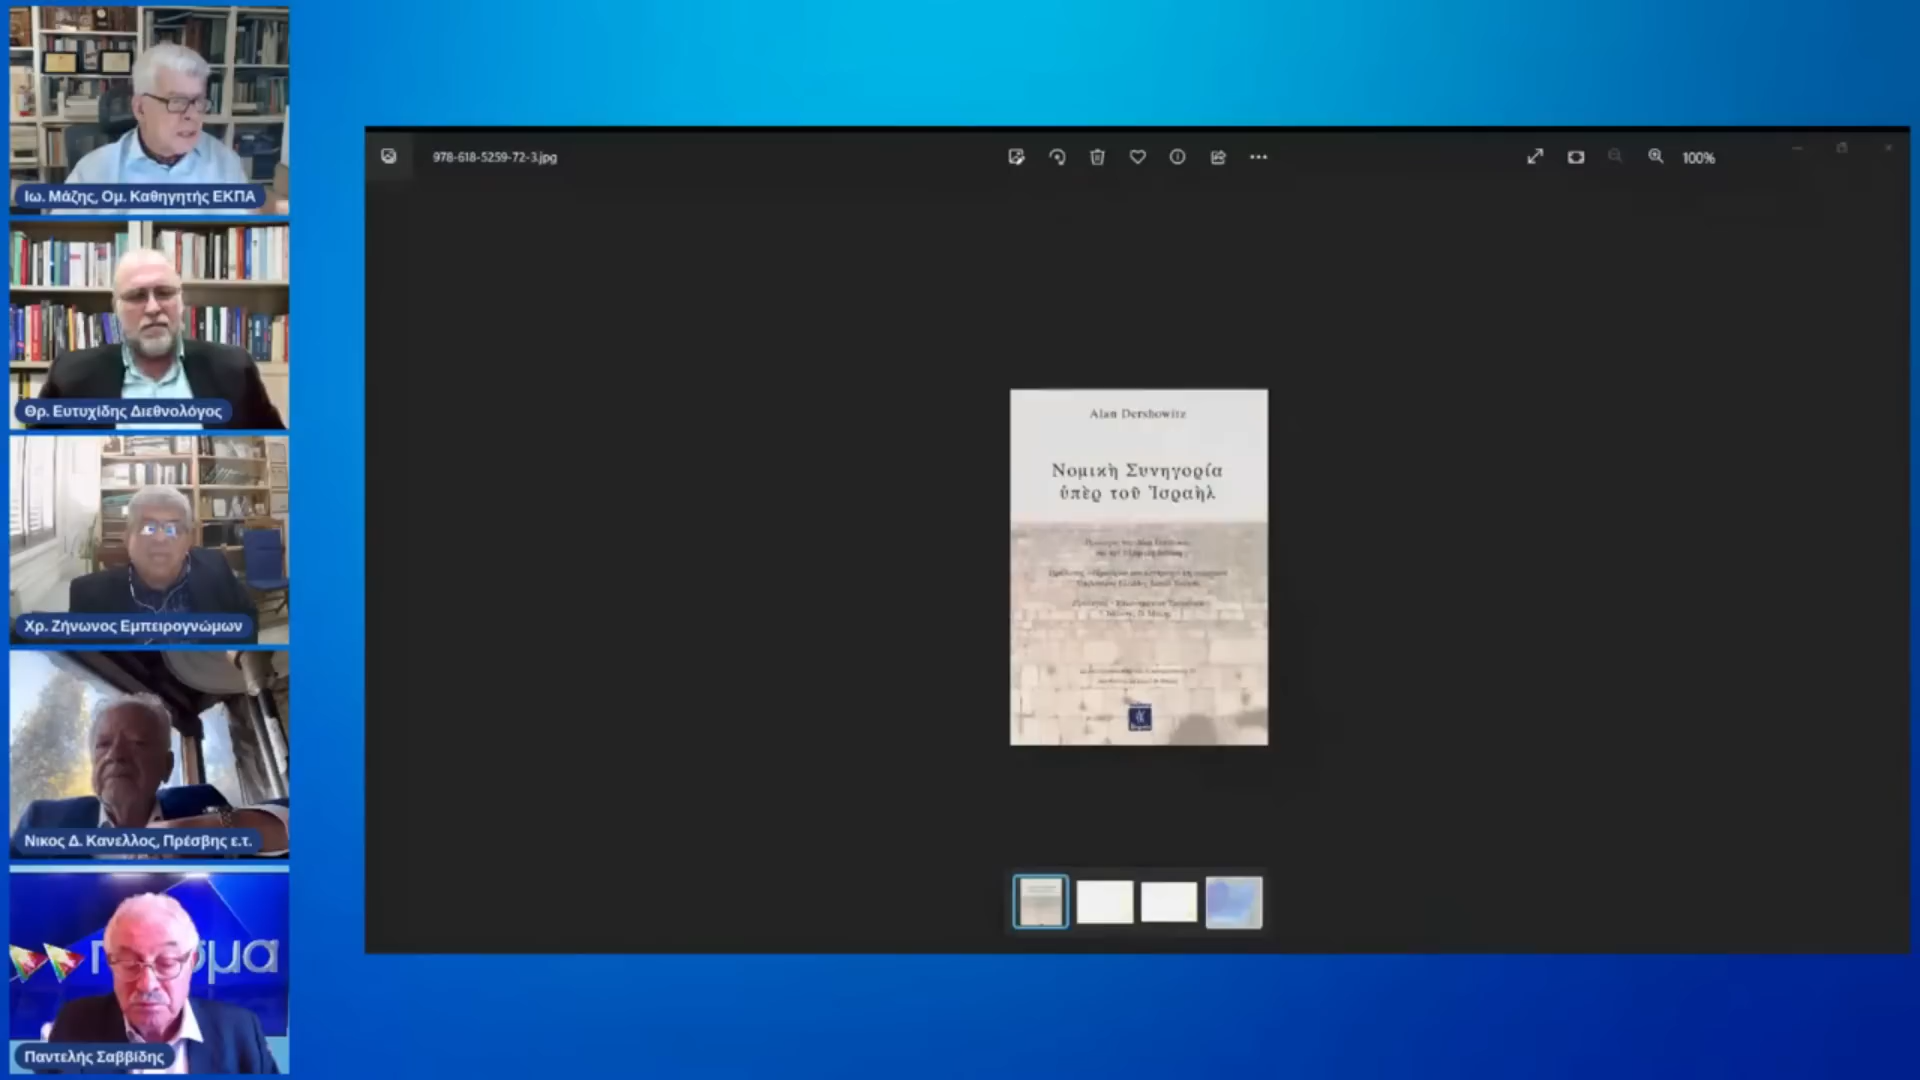 Ιω. Μάζης, Ομ. Καθηγητής ΕΚΠΑ
Θρ. Ευτυχίδης Διεθνολόγος
Χρ. Ζήνωνος Εμπειρογνώμων
Νικος Δ. Κανελλος, Πρέσβης ε.τ.
Παντελής Σαββίδης
978-618-5259-72-3.jpg
100%
Alan Dershowitz
Νομικὴ Συνηγορία
ὑπὲρ τοῦ Ἰσραὴλ